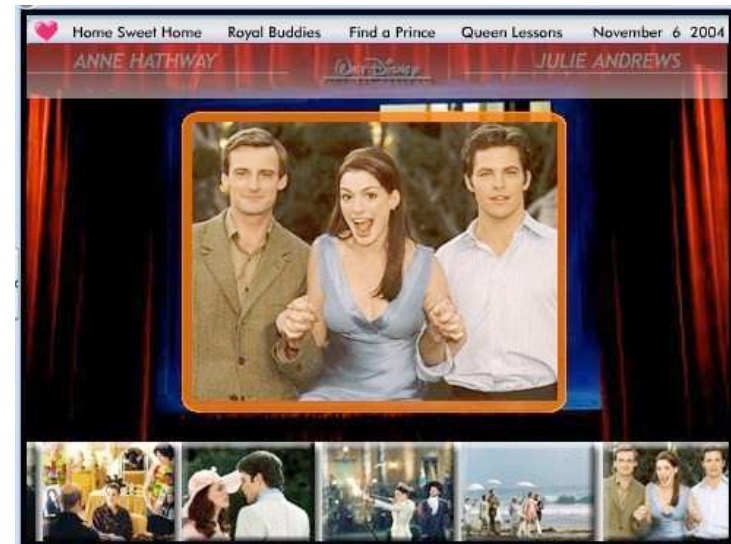 Home Sweet Home Royal Buddies Find a Prince Queen Lessons November 6 2004
ANNE HATHWAY WALT DISNEY JULIE ANDREWS